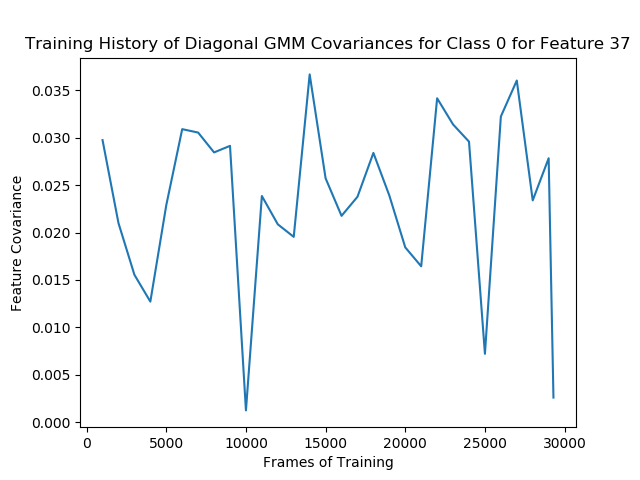 Training History of Diagonal GMM Covariances for Class 0 for Feature 37
0.035
0.030
0.025
0.020
0.015
0.010
0.005
0.000
Feature Covariance
0 5000 10000 15000 20000 25000 30000
Frames of Training